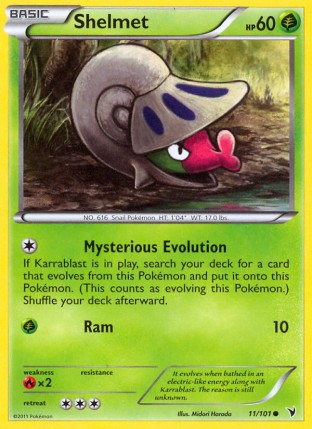 BASIC
Shelmet
HP60
NO. 616 Snail Pokémon HT. 1'04" WT. 17.0 lbs.
Mysterious Evolution
If Karrablast is in play, search your deck for a card
that evolves from this Pokémon and put it onto this
Pokémon. (This counts as evolving this Pokémon.)
Shuffle your deck afterward.
Ram 10
weakness resistance
×2
retreat
It evolves when bathed in an
electric-like energy along with
Karrablast. The reason is still
unknown.
©2011 Pokémon
Illus. Midori Harada
11/101